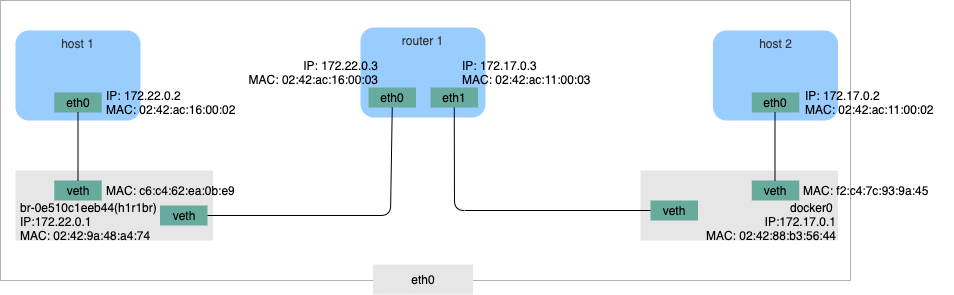 host 1
router 1
host 2
IP: 172.22.0.3
MAC: 02:42:ac:16:00:03
IP: 172.17.0.3
MAC: 02:42:ac:11:00:03
eth0
IP: 172.22.0.2
MAC: 02:42:ac:16:00:02
eth0
eth1
eth0
IP: 172.17.0.2
MAC: 02:42:ac:11:00:02
veth
MAC: c6:c4:62:ea:0b:e9
br-0e510c1eeb44(h1r1br)
IP:172.22.0.1
MAC: 02:42:9a:48:a4:74
veth
veth
veth
MAC: f2:c4:7c:93:9a:45
docker0
IP:172.17.0.1
MAC: 02:42:88:b3:56:44
eth0